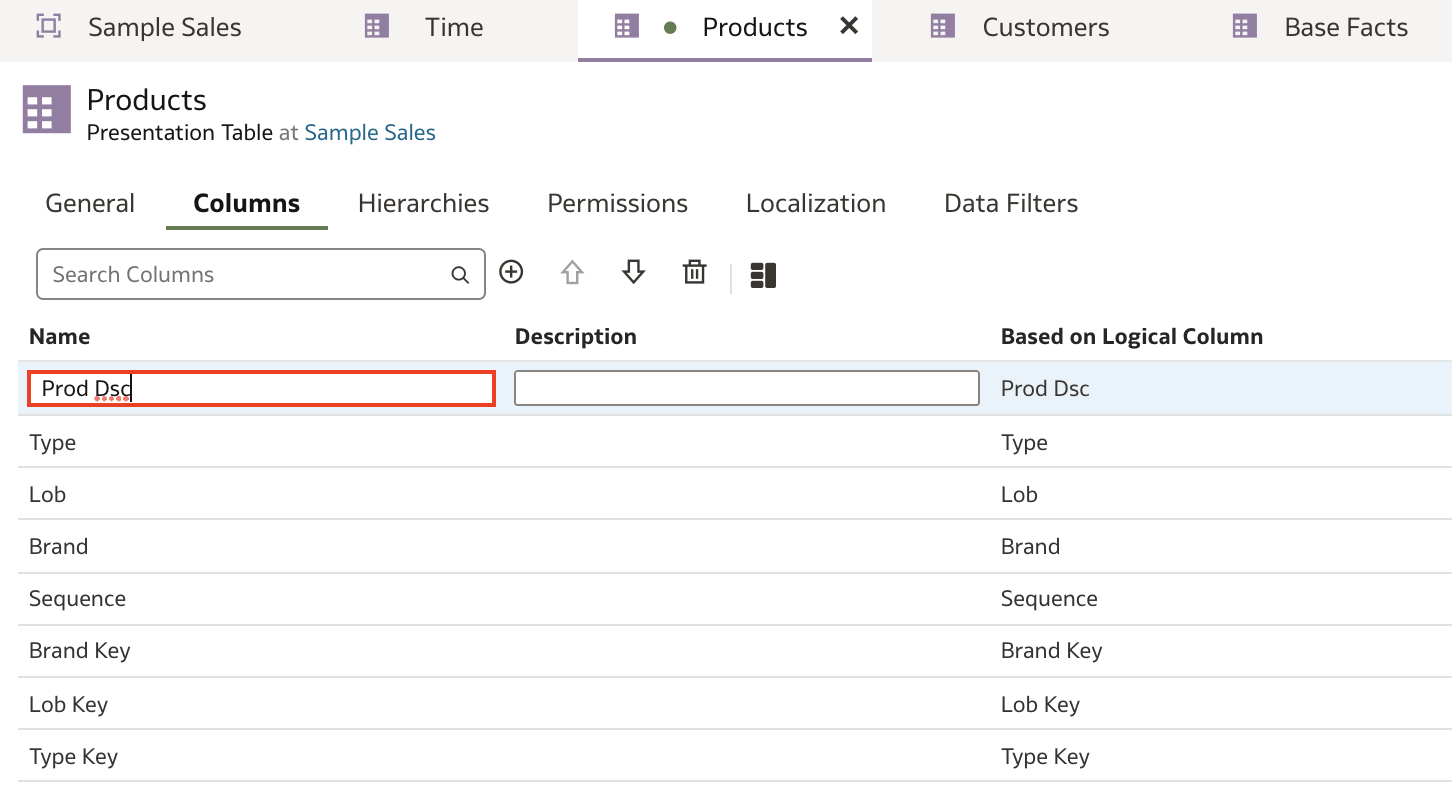 Sample Sales Time Products Customers Base Facts
Products
Presentation Table at Sample Sales
General Columns Hierarchies Permissions Localization Data Filters
Search Columns
Name Description Based on Logical Column
Prod Dsc Prod Dsc
Type Type
Lob Lob
Brand Brand
Sequence Sequence
Brand Key Brand Key
Lob Key Lob Key
Type Key Type Key